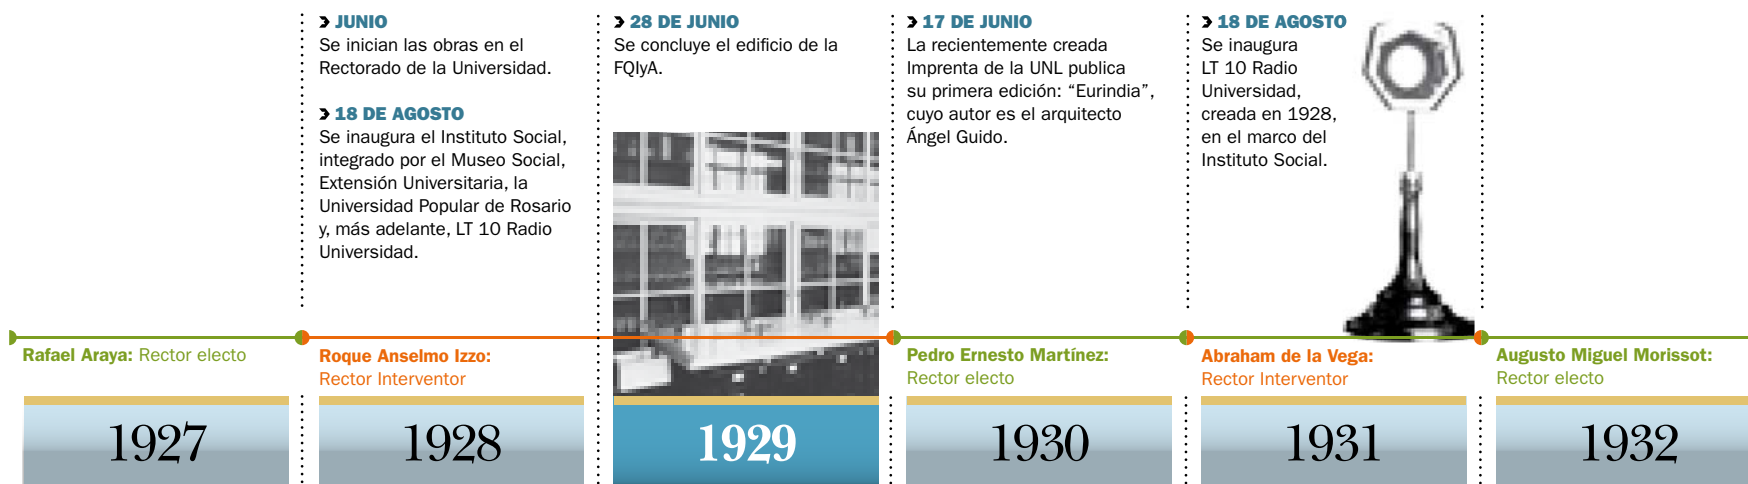 JUNIO
Se inician las obras en el
Rectorado de la Universidad.
18 DE AGOSTO
Se inaugura el Instituto Social,
integrado por el Museo Social,
Extensión Universitaria, la
Universidad Popular de Rosario
y, más adelante, LT 10 Radio
Universidad.
28 DE JUNIO
Se concluye el edificio de la
FQIyA.
17 DE JUNIO
La recientemente creada
Imprenta de la UNL publica
su primera edición: “Eurindia”,
cuyo autor es el arquitecto
Ángel Guido.
18 DE AGOSTO
Se inaugura
LT 10 Radio
Universidad,
creada en 1928,
en el marco del
Instituto Social.
Rafael Araya: Rector electo
Roque Anselmo Izzo:
Rector Interventor
Pedro Ernesto Martínez:
Rector electo
Abraham de la Vega:
Rector Interventor
Augusto Miguel Morissot:
Rector electo
1927
1928
1929
1930
1931
1932